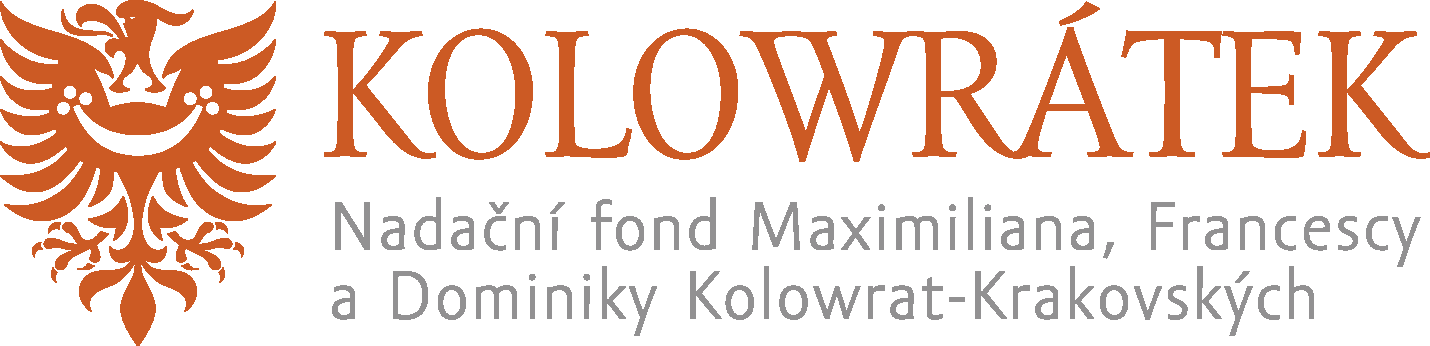 KOLOWRÁTEK
Nadační fond Maximiliana, Francescy
a Dominiky Kolowrat-Krakovských